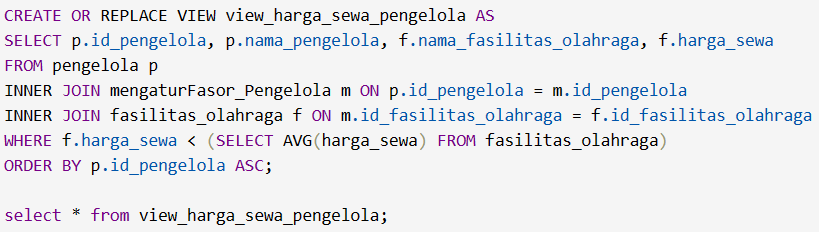 CREATE OR REPLACE VIEW view_harga_sewa_pengelola AS
SELECT p.id_pengelola, p.nama_pengelola, f.nama_fasilitas_olahraga, f.harga_sewa
FROM pengelola p
INNER JOIN mengaturFasor_Pengelola m ON p.id_pengelola = m.id_pengelola
INNER JOIN fasilitas_olahraga f ON m.id_fasilitas_olahraga = f.id_fasilitas_olahraga
WHERE f.harga_sewa < (SELECT AVG(harga_sewa) FROM fasilitas_olahraga)
ORDER BY p.id_pengelola ASC;
select * from view_harga_sewa_pengelola;